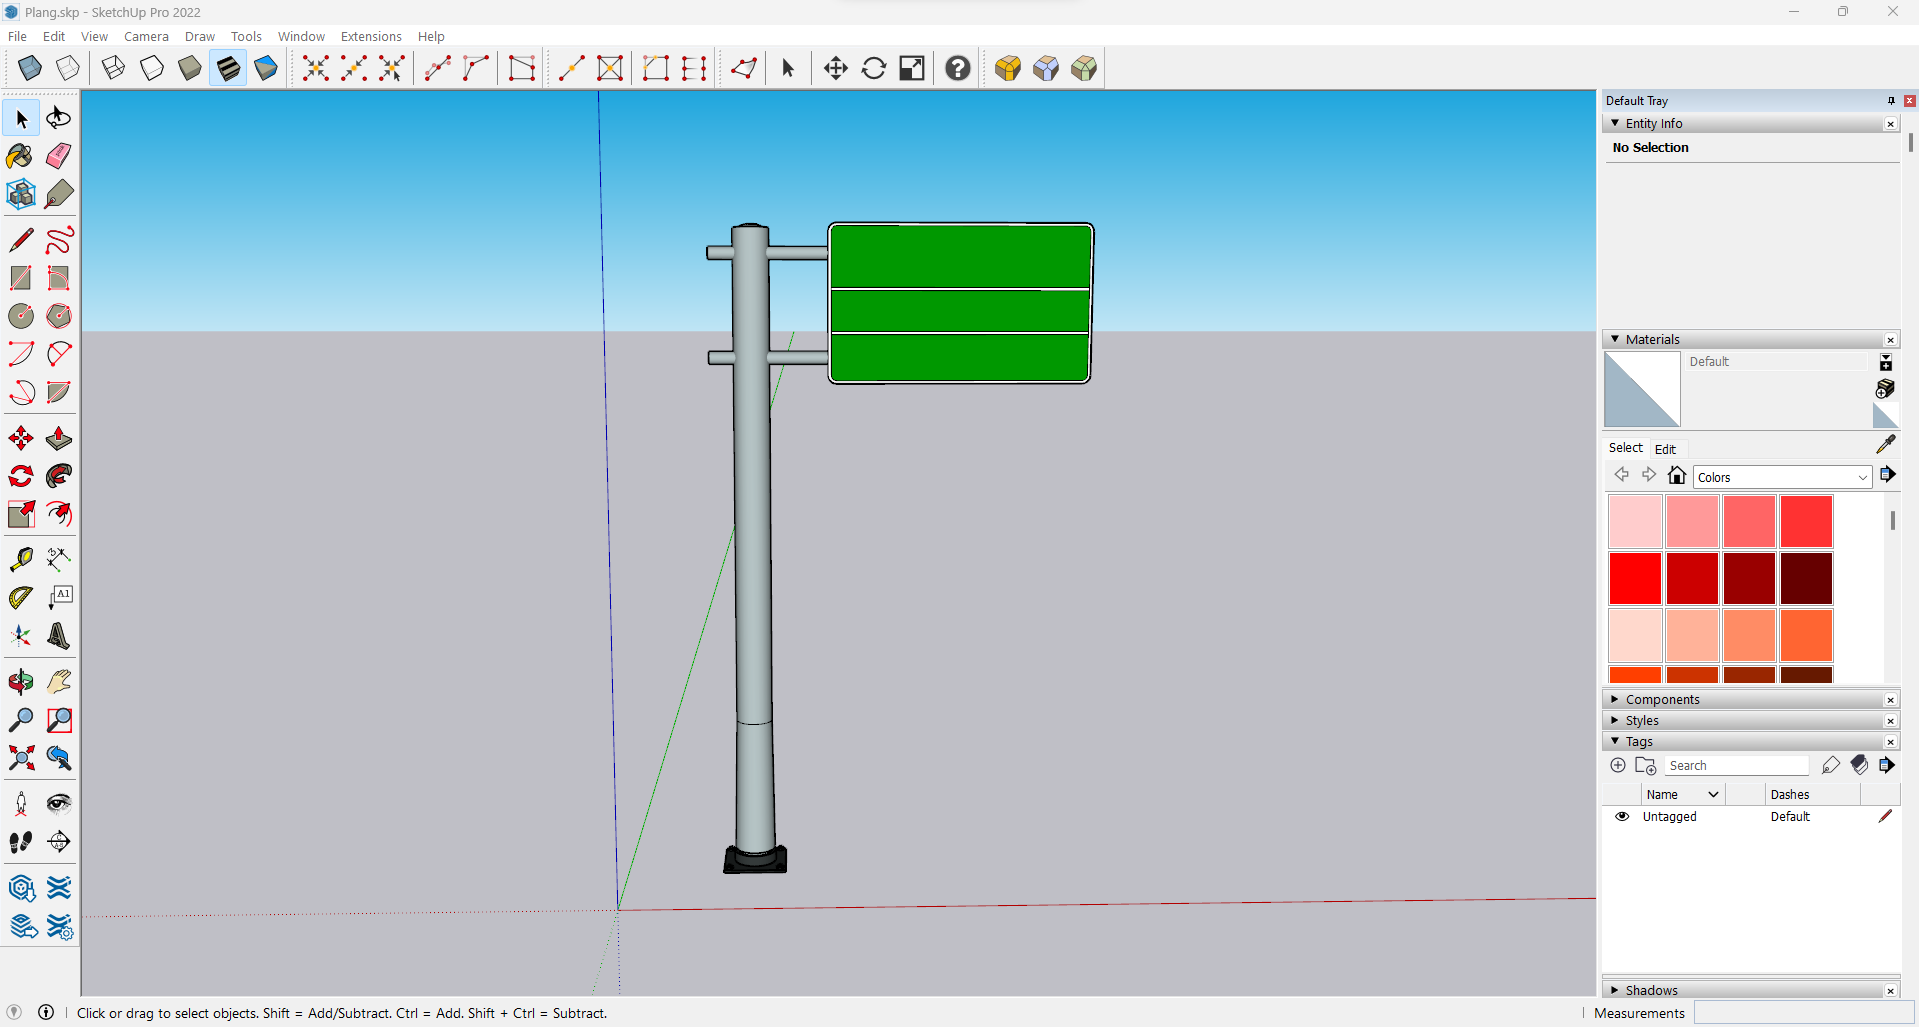 Plang.skp - SketchUp Pro 2022
File Edit View Camera Draw Tools Window Extensions Help
Default Tray
Entity Info
No Selection
Materials
Default
Select Edit
Colors
A1
Components
Styles
Tags
Search
Name Dashes
Untagged Default
Shadows
Click or drag to select objects. Shift = Add/Subtract. Ctrl = Add. Shift + Ctrl = Subtract.
Measurements